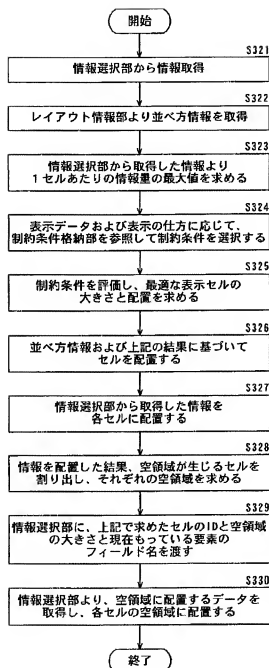 開始
S321
情報選択部から情報取得
S322
レイアウト情報部より並べ方情報を取得
S323
情報選択部から取得した情報より
1セルあたりの情報量の最大値を求める
S324
表示データおよび表示の仕方に応じて、
制約条件格納部を参照して制約条件を選択する
S325
制約条件を評価し、最適な表示セルの
大きさと配置を求める
S326
並べ方情報および上記の結果に基づいて
セルを配置する
S327
情報選択部から取得した情報を
各セルに配置する
S328
情報を配置した結果、空領域が生じるセルを
割り出し、それぞれの空領域を求める
S329
情報選択部に、上記で求めたセルのIDと空領域
の大きさと現在もっている要素の
フィールド名を渡す
S330
情報選択部より、空領域に配置するデータを
取得し、各セルの空領域に配置する
終了